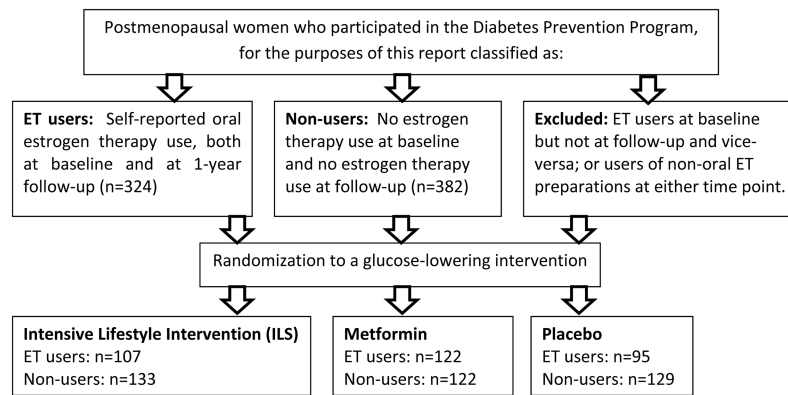 Postmenopausal women who participated in the Diabetes Prevention Program,
for the purposes of this report classified as:
ET users: Self-reported oral
estrogen therapy use, both
at baseline and at 1-year
follow-up (n=324)
Non-users: No estrogen
therapy use at baseline
and no estrogen therapy
use at follow-up (n=382)
Excluded: ET users at baseline
but not at follow-up and vice-
versa; or users of non-oral ET
preparations at either time point.
Randomization to a glucose-lowering intervention
Intensive Lifestyle Intervention (ILS)
ET users: n=107
Non-users: n=133
Metformin
ET users: n=122
Non-users: n=122
Placebo
ET users: n=95
Non-users: n=129